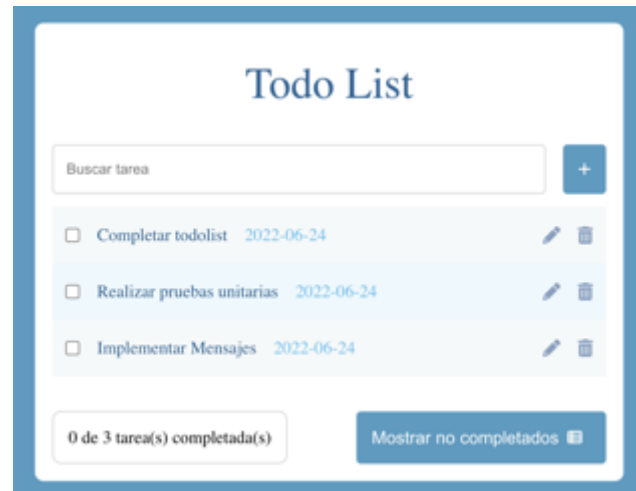 Todo List
Buscar tarea
+
Completar todolist 2022-06-24
Realizar pruebas unitarias 2022-06-24
Implementar Mensajes 2022-06-24
0 de 3 tarea(s) completada(s)
Mostrar no completados